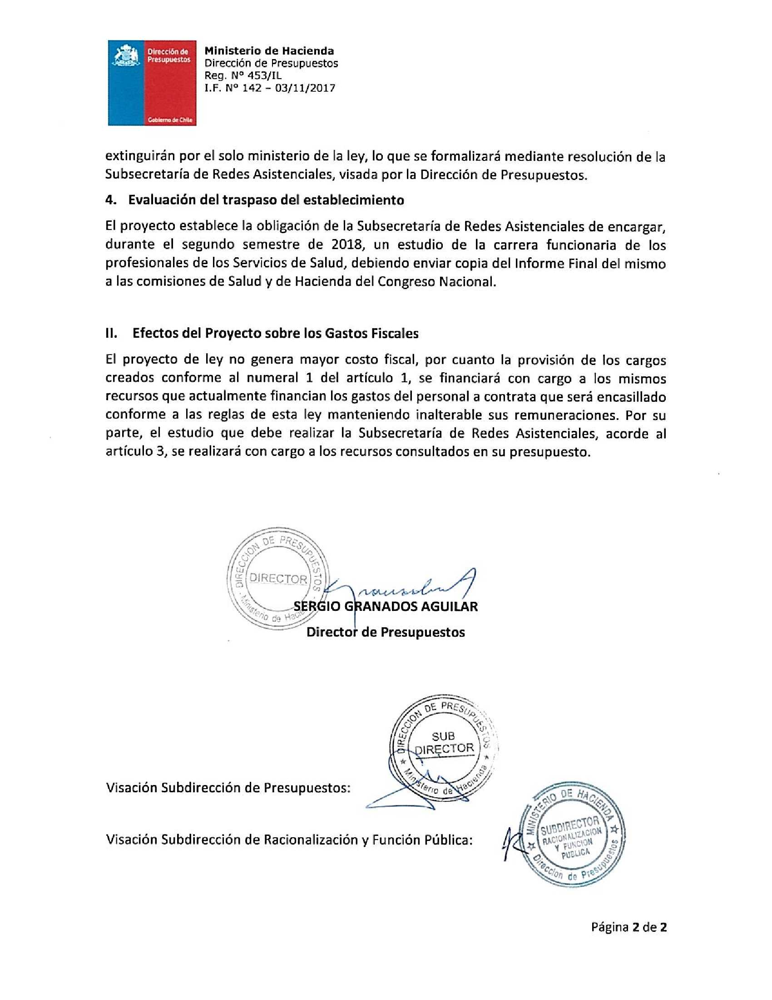 Dirección de
Presupuestos
Gobierno de Chile
Ministerio de Hacienda
Dirección de Presupuestos
Reg. Nº 453/IL
I.F. Nº 142 – 03/11/2017
extinguirán por el solo ministerio de la ley, lo que se formalizará mediante resolución de la
Subsecretaría de Redes Asistenciales, visada por la Dirección de Presupuestos.
4. Evaluación del traspaso del establecimiento
El proyecto establece la obligación de la Subsecretaría de Redes Asistenciales de encargar,
durante el segundo semestre de 2018, un estudio de la carrera funcionaria de los
profesionales de los Servicios de Salud, debiendo enviar copia del Informe Final del mismo
a las comisiones de Salud y de Hacienda del Congreso Nacional.
II. Efectos del Proyecto sobre los Gastos Fiscales
El proyecto de ley no genera mayor costo fiscal, por cuanto la provisión de los cargos
creados conforme al numeral 1 del artículo 1, se financiará con cargo a los mismos
recursos que actualmente financian los gastos del personal a contrata que será encasillado
conforme a las reglas de esta ley manteniendo inalterable sus remuneraciones. Por su
parte, el estudio que debe realizar la Subsecretaría de Redes Asistenciales, acorde al
artículo 3, se realizará con cargo a los recursos consultados en su presupuesto.
DIRECCION DE PRESUPUESTOS
DIRECTOR
Ministerio de Hacienda
SERGIO GRANADOS AGUILAR
Director de Presupuestos
DIRECCION DE PRESUPUESTOS
SUB
DIRECTOR
Ministerio de Hacienda
Visación Subdirección de Presupuestos:
MINISTERIO DE HACIENDA
SUBDIRECTOR
RACIONALIZACION
Y FUNCION
PUBLICA
Direccion de Presupuestos
Visación Subdirección de Racionalización y Función Pública:
Página 2 de 2